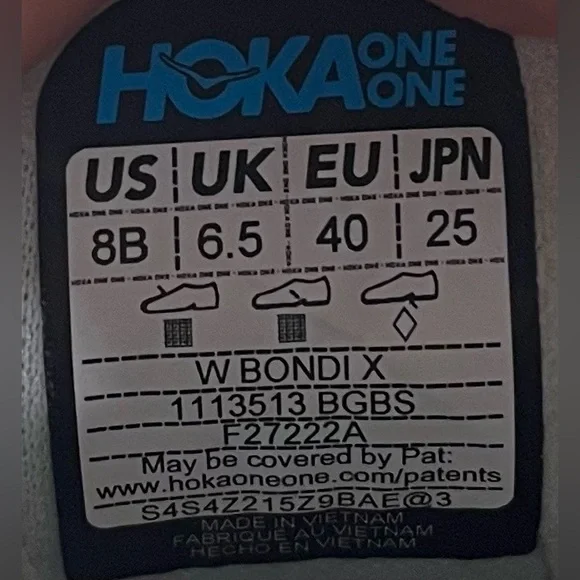 HOKA ONE ONE
US UK EU JPN
8B 6.5 40 25
W BONDI X
1113513 BGBS
F27222A
May be covered by Pat:
www.hokaoneone.com/patents
S4S4Z215Z9BAE@3
MADE IN VIETNAM
FABRIQUÉ AU VIETNAM
HECHO EN VIETNAM